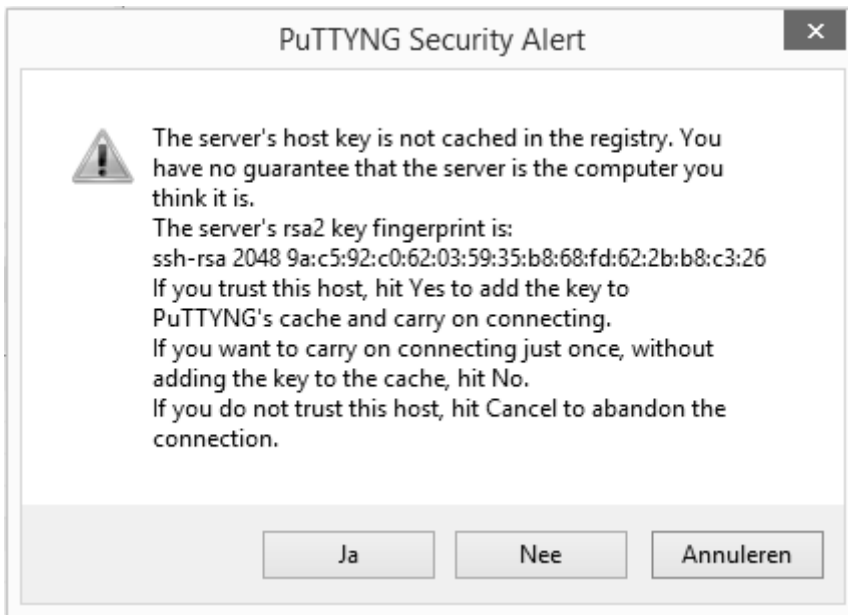 PuTTYNG Security Alert
The server's host key is not cached in the registry. You
have no guarantee that the server is the computer you
think it is.
The server's rsa2 key fingerprint is:
ssh-rsa 2048 9a:c5:92:c0:62:03:59:35:b8:68:fd:62:2b:b8:c3:26
If you trust this host, hit Yes to add the key to
PuTTYNG's cache and carry on connecting.
If you want to carry on connecting just once, without
adding the key to the cache, hit No.
If you do not trust this host, hit Cancel to abandon the
connection.
Ja Nee Annuleren